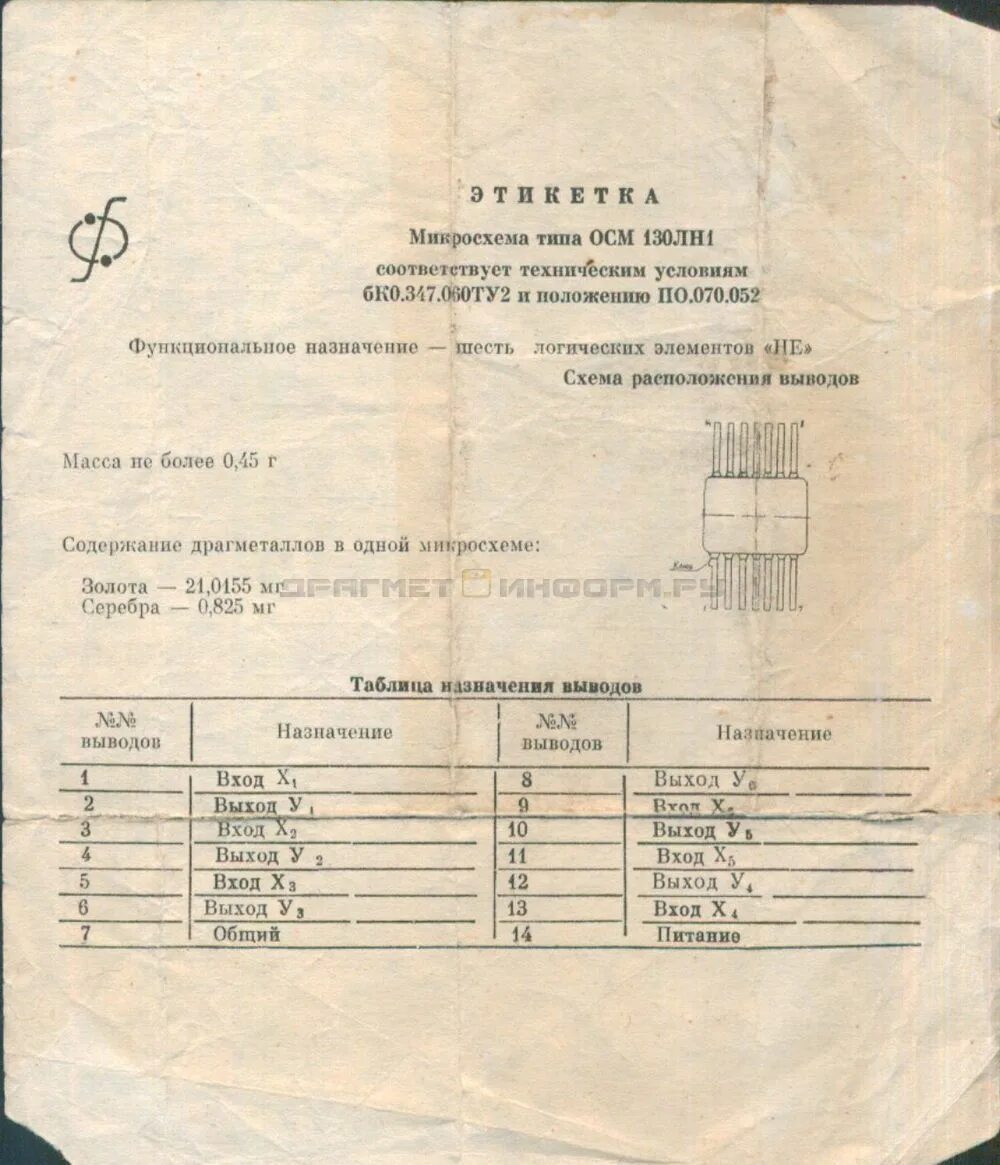 ЭТИКЕТКА
Микросхема типа ОСМ 130ЛН1
соответствует техническим условиям
бК0.347.060ТУ2 и положению ПО.070.052
Функциональное назначение — шесть логических элементов «НЕ»
Схема расположения выводов
Масса не более 0,45 г
Ключ
Содержание драгметаллов в одной микросхеме:
Золота — 21,0155 мг
Серебра — 0,825 мг
ДРАГМЕТ ИНФОРМ.РУ
Таблица назначения выводов
№№ выводов Назначение №№ выводов Назначение
1 Вход X₁ 8 Выход У₆
2 Выход У₁ 9 Вход X₆
3 Вход X₂ 10 Выход У₅
4 Выход У₂ 11 Вход X₅
5 Вход X₃ 12 Выход У₄
6 Выход У₃ 13 Вход X₄
7 Общий 14 Питание